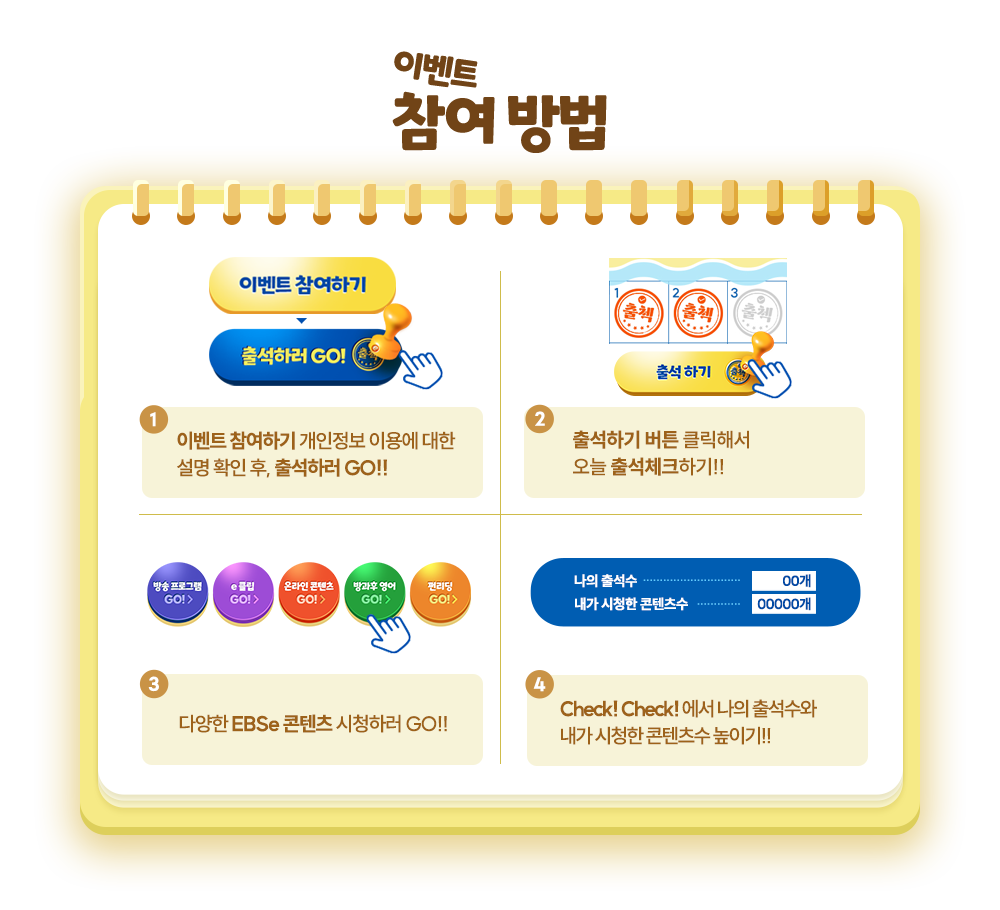 이벤트
참여 방법
이벤트 참여하기
출석하러 GO!
출첵
1
이벤트 참여하기 개인정보 이용에 대한
설명 확인 후, 출석하러 GO!!
1 2 3
출첵 출첵 출첵
출석 하기
출첵
2
출석하기 버튼 클릭해서
오늘 출석체크하기!!
방송 프로그램 GO! >
e 클립 GO! >
온라인 콘텐츠 GO! >
방과후 영어 GO! >
펀리딩 GO! >
3
다양한 EBSe 콘텐츠 시청하러 GO!!
나의 출석수 00개
내가 시청한 콘텐츠수 00000개
4
Check! Check! 에서 나의 출석수와
내가 시청한 콘텐츠수 높이기!!